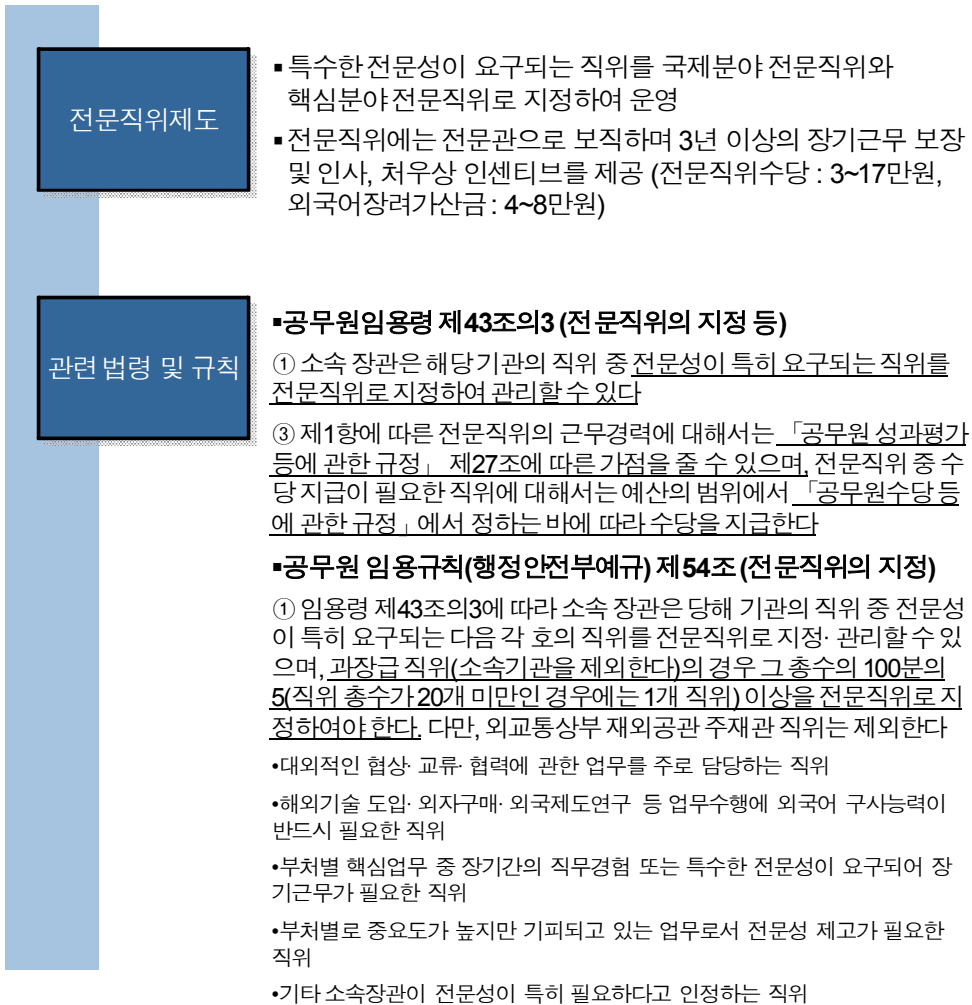 전문직위제도
▪특수한 전문성이 요구되는 직위를 국제분야 전문직위와
핵심분야 전문직위로 지정하여 운영
▪전문직위에는 전문관으로 보직하며 3년 이상의 장기근무 보장
및 인사, 처우상 인센티브를 제공 (전문직위수당 : 3~17만원,
외국어장려가산금 : 4~8만원)
관련 법령 및 규칙
▪공무원임용령 제43조의3 (전문직위의 지정 등)
① 소속 장관은 해당 기관의 직위 중 전문성이 특히 요구되는 직위를
전문직위로 지정하여 관리할 수 있다
③ 제1항에 따른 전문직위의 근무경력에 대해서는 「공무원 성과평가
등에 관한 규정」 제27조에 따른 가점을 줄 수 있으며, 전문직위 중 수
당 지급이 필요한 직위에 대해서는 예산의 범위에서 「공무원수당 등
에 관한 규정」에서 정하는 바에 따라 수당을 지급한다
▪공무원 임용규칙(행정안전부예규) 제54조 (전문직위의 지정)
① 임용령 제43조의3에 따라 소속 장관은 당해 기관의 직위 중 전문성
이 특히 요구되는 다음 각 호의 직위를 전문직위로 지정· 관리할 수 있
으며, 과장급 직위(소속기관을 제외한다)의 경우 그 총수의 100분의
5(직위 총수가 20개 미만인 경우에는 1개 직위) 이상을 전문직위로 지
정하여야 한다. 다만, 외교통상부 재외공관 주재관 직위는 제외한다
•대외적인 협상· 교류· 협력에 관한 업무를 주로 담당하는 직위
•해외기술 도입· 외자구매· 외국제도연구 등 업무수행에 외국어 구사능력이
반드시 필요한 직위
•부처별 핵심업무 중 장기간의 직무경험 또는 특수한 전문성이 요구되어 장
기근무가 필요한 직위
•부처별로 중요도가 높지만 기피되고 있는 업무로서 전문성 제고가 필요한
직위
•기타 소속장관이 전문성이 특히 필요하다고 인정하는 직위